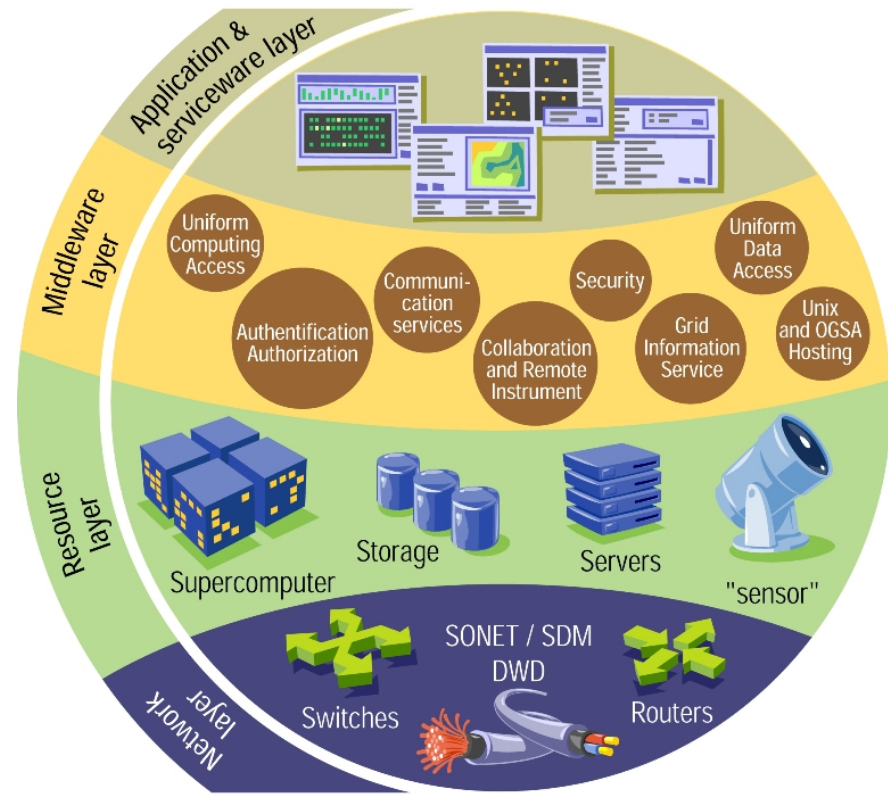 Application &
serviceware layer
Middleware
layer
Uniform
Computing
Access
Authentification
Authorization
Communi-
cation
services
Collaboration
and Remote
Instrument
Security
Grid
Information
Service
Uniform
Data
Access
Unix
and OGSA
Hosting
Resource
layer
Supercomputer
Storage
Servers
"sensor"
Network
layer
Switches
SONET / SDM
DWD
Routers